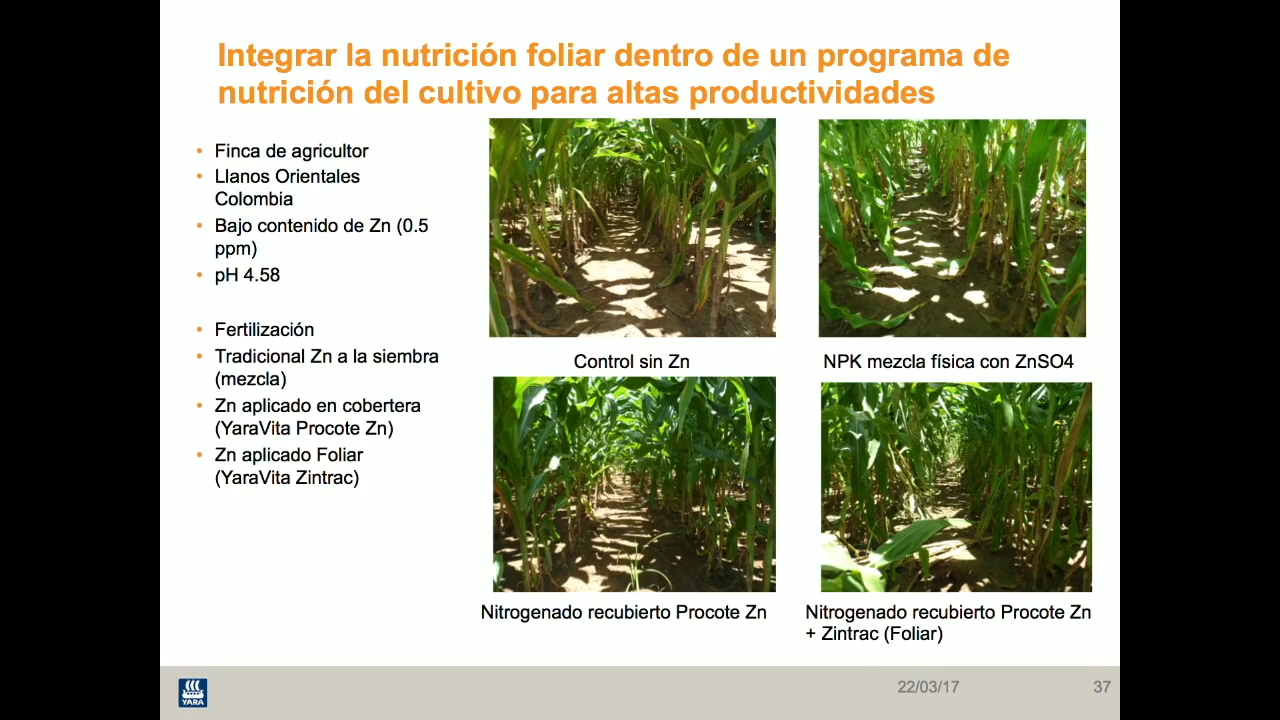 Integrar la nutrición foliar dentro de un programa de
nutrición del cultivo para altas productividades
• Finca de agricultor
• Llanos Orientales
Colombia
• Bajo contenido de Zn (0.5
ppm)
• pH 4.58
• Fertilización
• Tradicional Zn a la siembra
(mezcla)
• Zn aplicado en cobertera
(YaraVita Procote Zn)
• Zn aplicado Foliar
(YaraVita Zintrac)
Control sin Zn
NPK mezcla física con ZnSO4
Nitrogenado recubierto Procote Zn
Nitrogenado recubierto Procote Zn
+ Zintrac (Foliar)
YARA
22/03/17
37